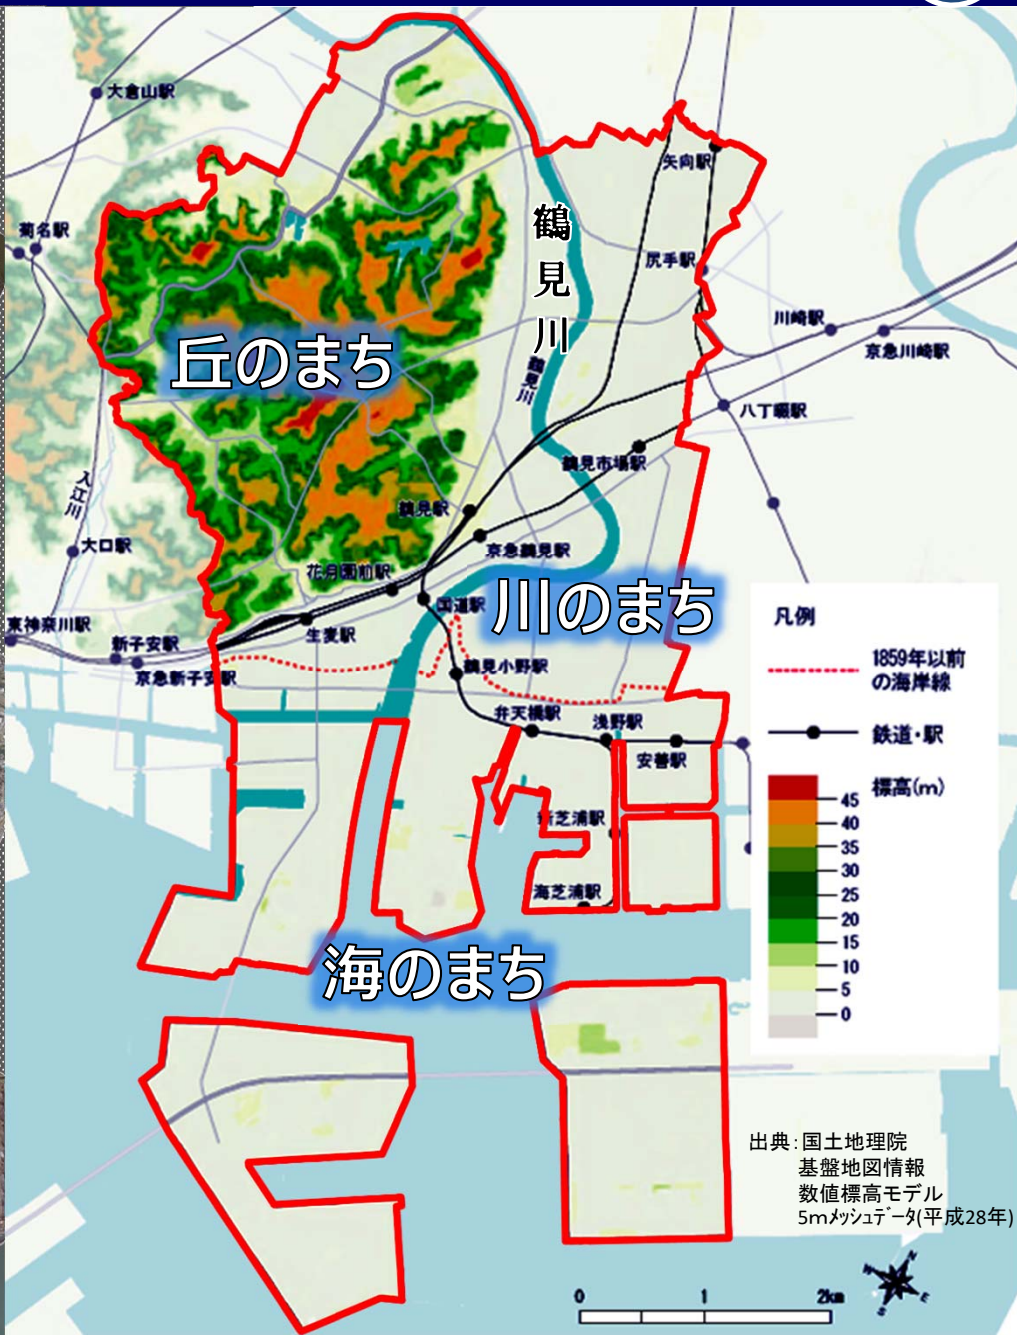 大倉山駅
矢向駅
鶴
見
川
菊名駅
尻手駅
川崎駅
京急川崎駅
丘のまち
鶴見川
八丁畷駅
鶴見市場駅
入江川
鶴見駅
大口駅
京急鶴見駅
花月園前駅
国道駅
川のまち
東神奈川駅
新子安駅
生麦駅
京急新子安駅
鶴見小野駅
弁天橋駅
浅野駅
安善駅
新芝浦駅
海芝浦駅
海のまち
凡例
1859年以前
の海岸線
鉄道・駅
標高(m)
45
40
35
30
25
20
15
10
5
0
出典:国土地理院
基盤地図情報
数値標高モデル
5mメッシュデータ(平成28年)
N
W
E
S
0 1 2km